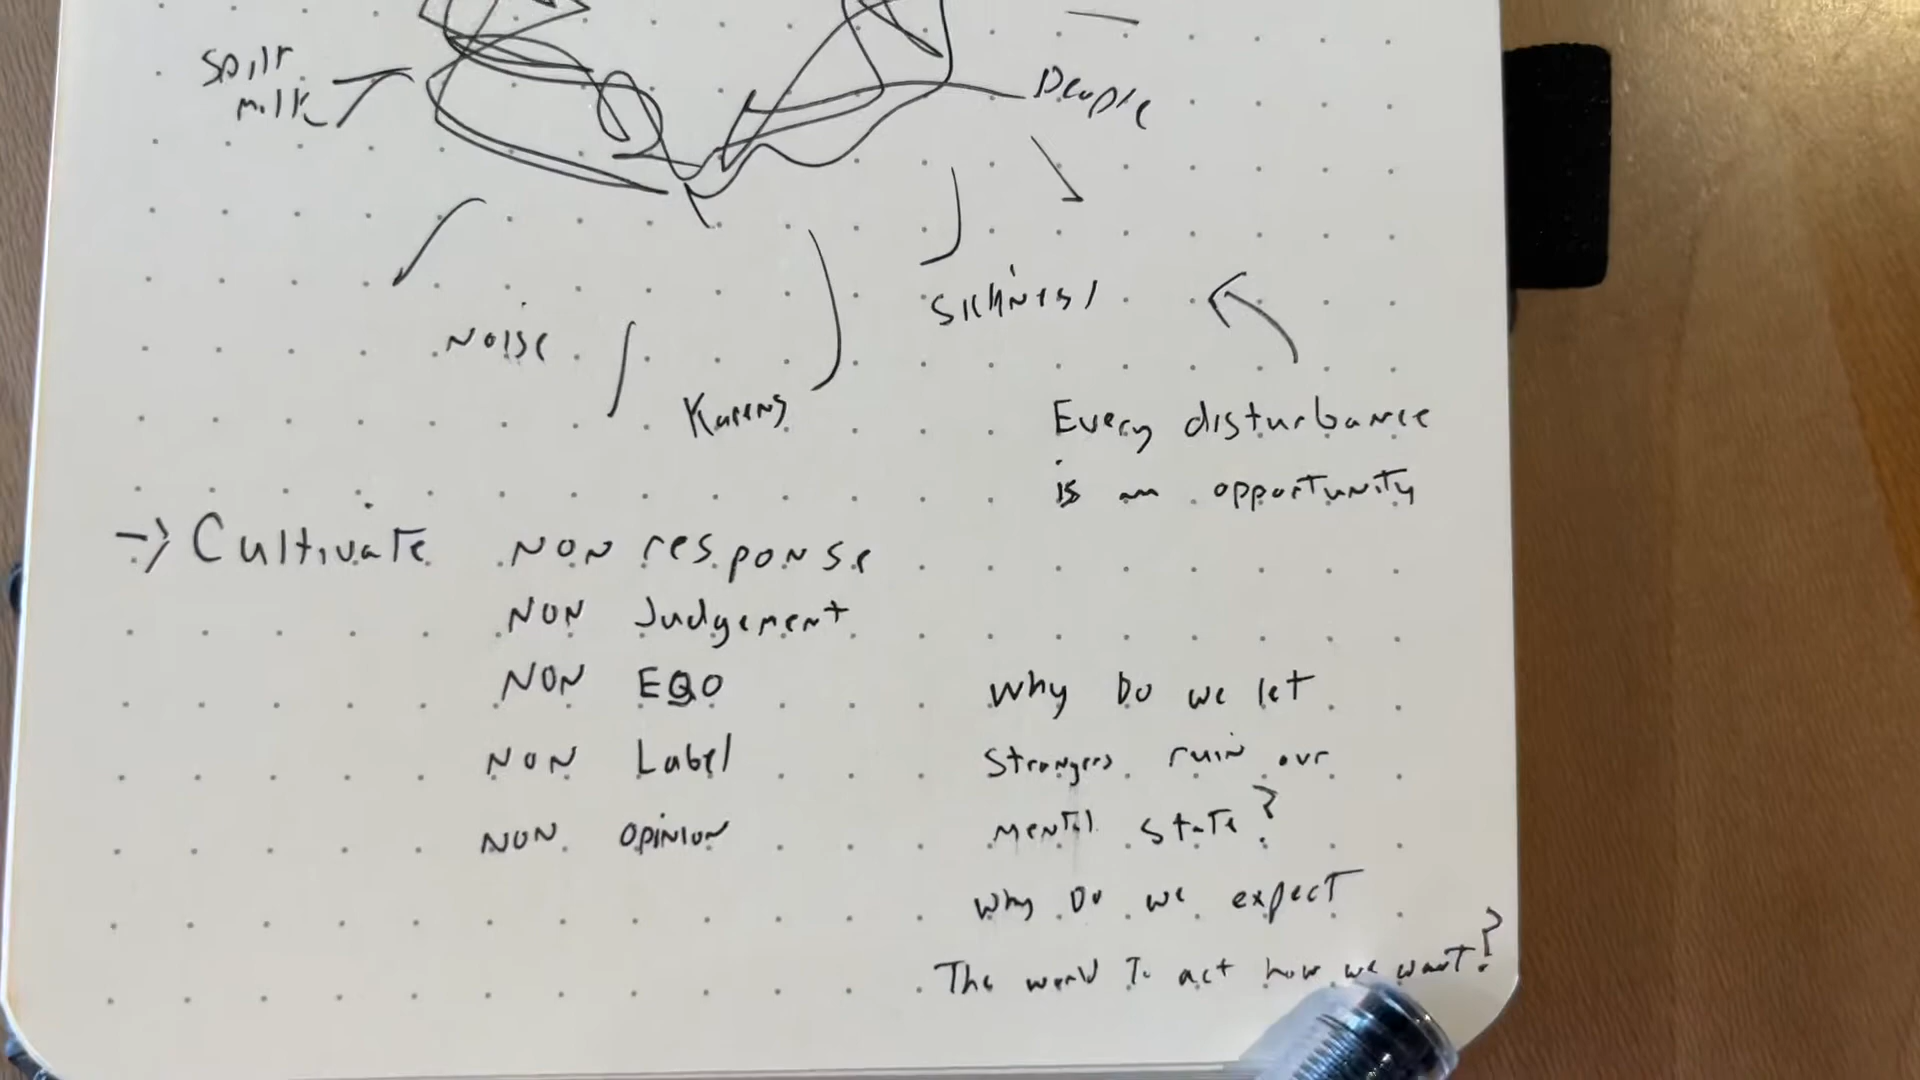 Spilt
milk
People
Sickness
Noise
Karens
Every disturbance
is an opportunity
-> Cultivate non response
Non Judgement
Non EGO
Non Label
Non opinion
Why Do we let
Strangers ruin our
mental state?
Why Do we expect
The world To act how we want?